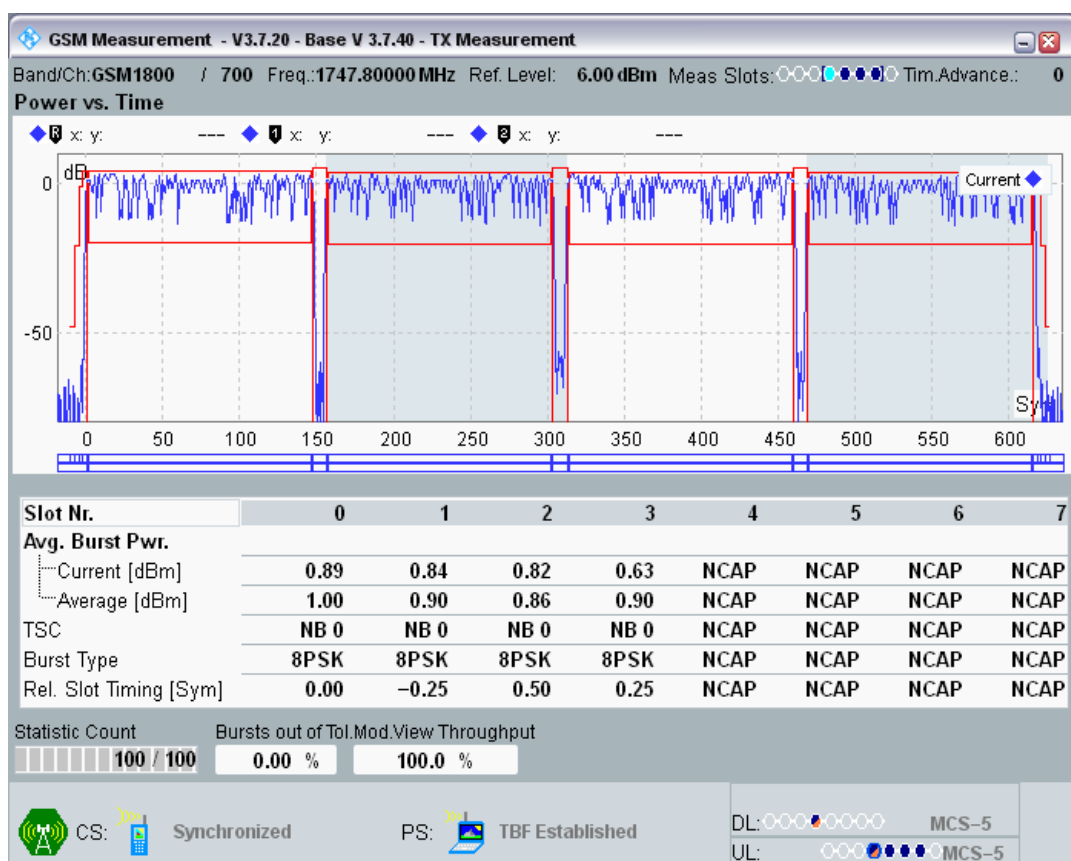 GSM Measurement - V3.7.20 - Base V 3.7.40 - TX Measurement
Band/Ch:GSM1800 / 700 Freq.:1747.80000 MHz Ref. Level: 6.00 dBm Meas Slots: Tim.Advance.: 0
Power vs. Time
R x: y: --- 1 x: y: --- 2 x: y: ---
dB
Current
0
-50
Sy
0 50 100 150 200 250 300 350 400 450 500 550 600
Slot Nr. 0 1 2 3 4 5 6 7
Avg. Burst Pwr.
Current [dBm] 0.89 0.84 0.82 0.63 NCAP NCAP NCAP NCAP
Average [dBm] 1.00 0.90 0.86 0.90 NCAP NCAP NCAP NCAP
TSC NB 0 NB 0 NB 0 NB 0 NCAP NCAP NCAP NCAP
Burst Type 8PSK 8PSK 8PSK 8PSK NCAP NCAP NCAP NCAP
Rel. Slot Timing [Sym] 0.00 −0.25 0.50 0.25 NCAP NCAP NCAP NCAP
Statistic Count Bursts out of Tol.Mod.View Throughput
100 / 100 0.00 % 100.0 %
CS: Synchronized PS: TBF Established DL: MCS−5
UL: MCS−5